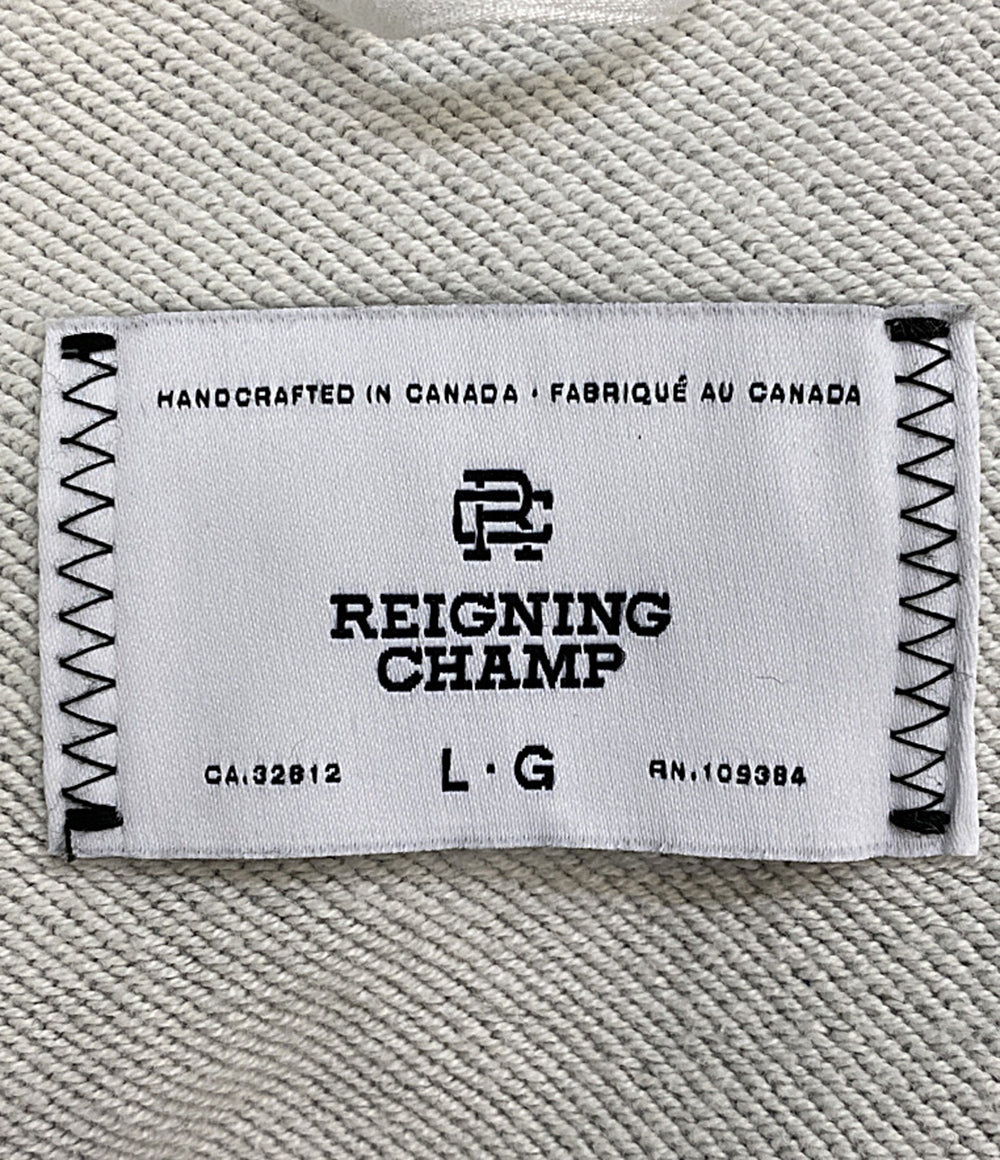 HANDCRAFTED IN CANADA · FABRIQUÉ AU CANADA
RC
REIGNING
CHAMP
CA.32812 L·G RN.109384